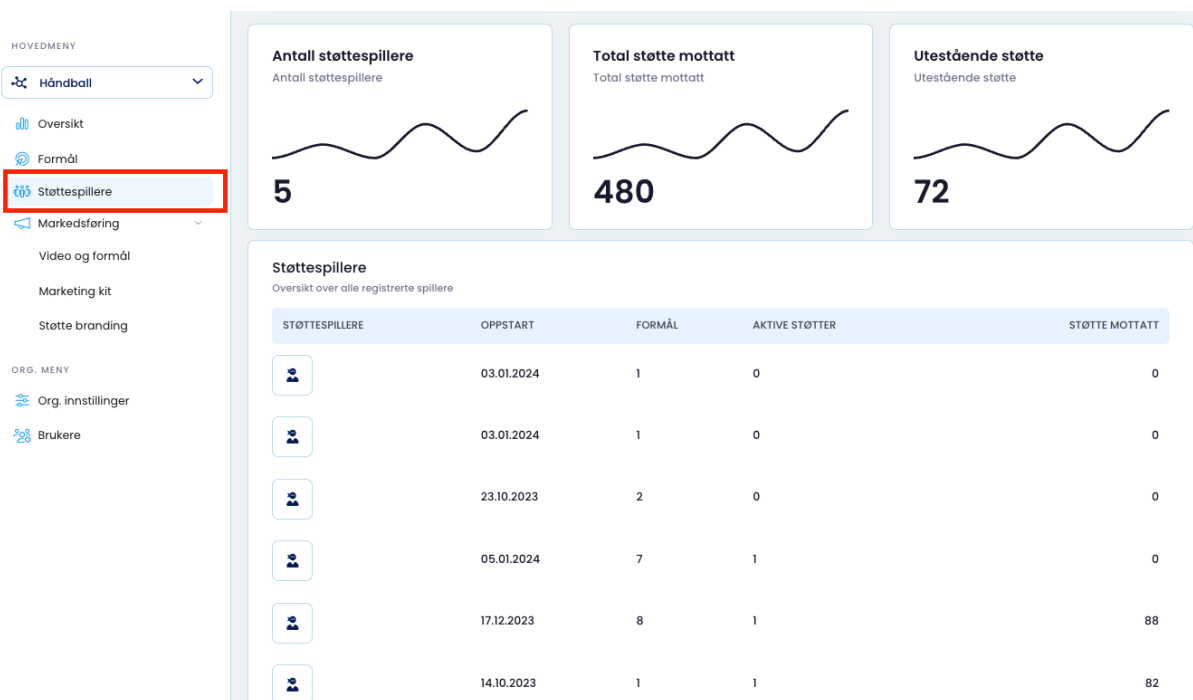 HOVEDMENY
Håndball
Oversikt
Formål
Støttespillere
Markedsføring
Video og formål
Marketing kit
Støtte branding
ORG. MENY
Org. innstillinger
Brukere
Antall støttespillere
Antall støttespillere
5
Total støtte mottatt
Total støtte mottatt
480
Utestående støtte
Utestående støtte
72
Støttespillere
Oversikt over alle registrerte spillere
STØTTESPILLERE OPPSTART FORMÅL AKTIVE STØTTER STØTTE MOTTATT
03.01.2024 1 0 0
03.01.2024 1 0 0
23.10.2023 2 0 0
05.01.2024 7 1 0
17.12.2023 8 1 88
14.10.2023 1 1 82